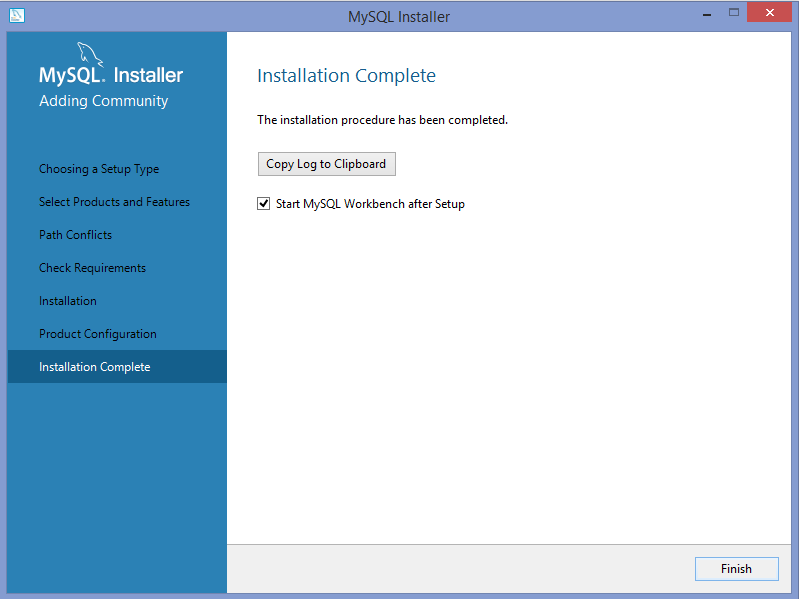 MySQL Installer
MySQL. Installer
Adding Community
Choosing a Setup Type
Select Products and Features
Path Conflicts
Check Requirements
Installation
Product Configuration
Installation Complete
Installation Complete
The installation procedure has been completed.
Copy Log to Clipboard
Start MySQL Workbench after Setup
Finish